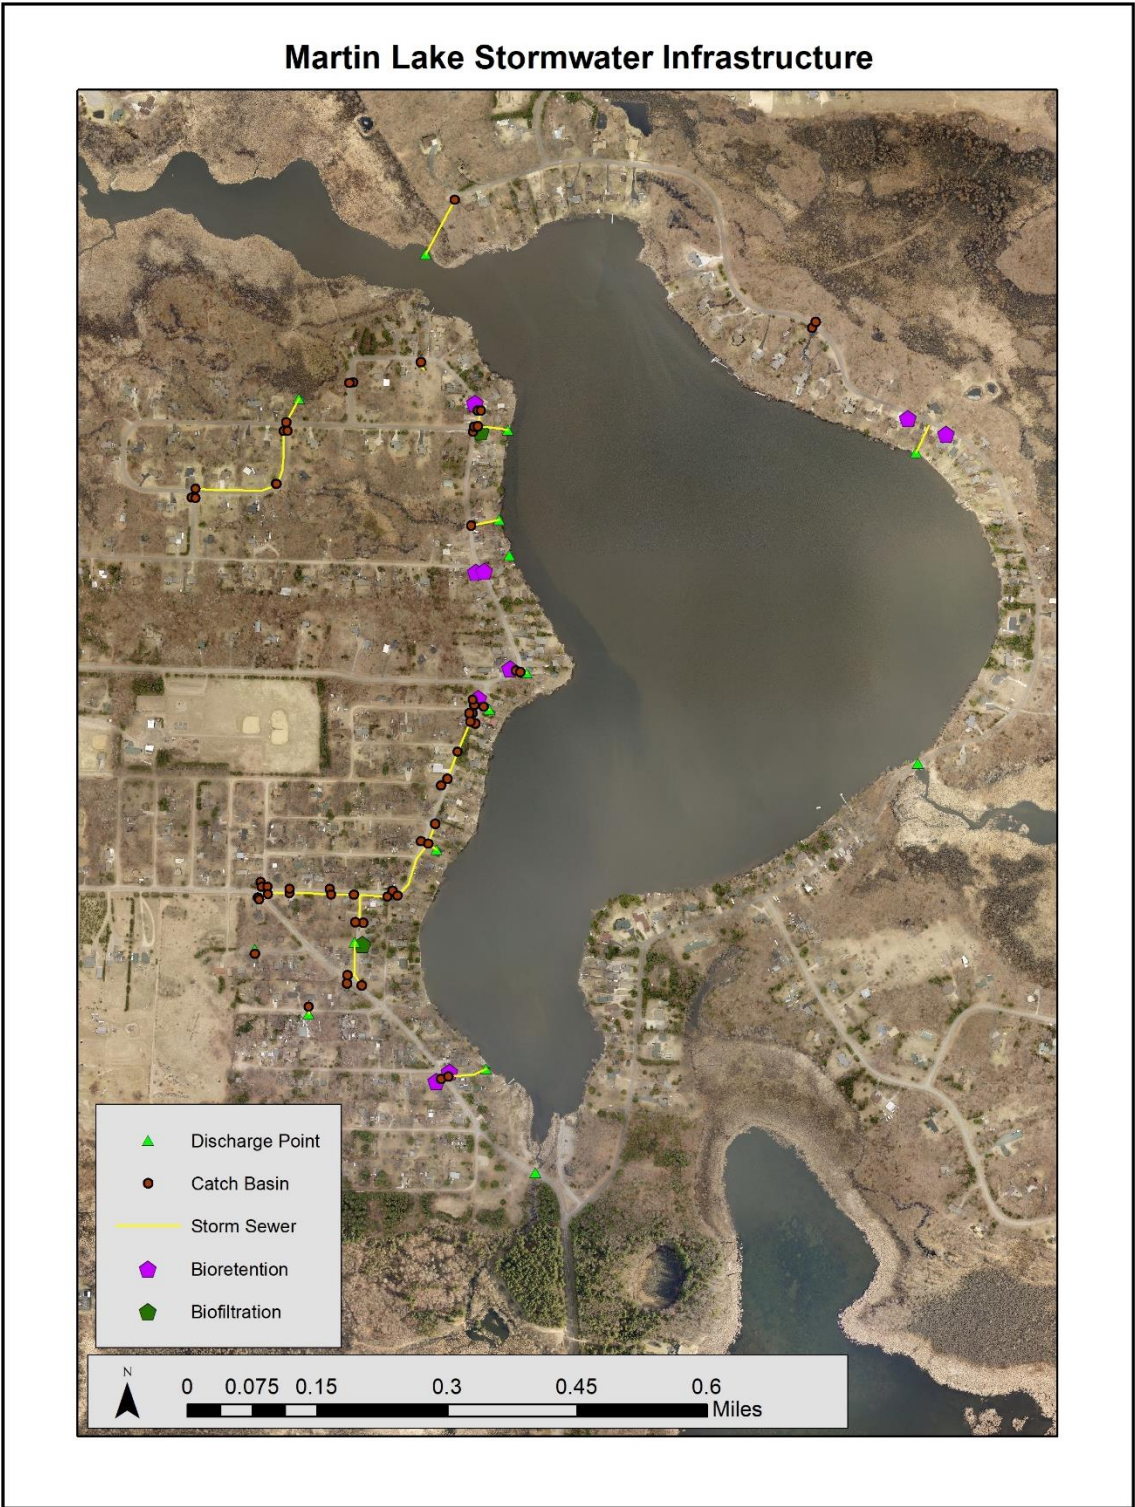 Martin Lake Stormwater Infrastructure
Discharge Point
Catch Basin
Storm Sewer
Bioretention
Biofiltration
N
0 0.075 0.15 0.3 0.45 0.6
Miles